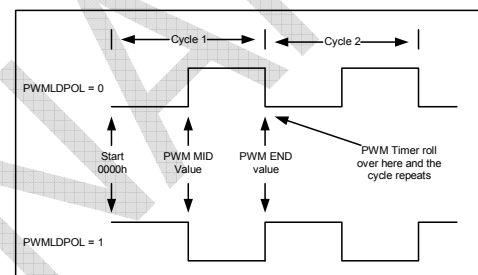 Cycle 1
Cycle 2
PWMLDPOL = 0
Start
0000h
PWM MID
Value
PWM END
value
PWM Timer roll
over here and the
cycle repeats
PWMLDPOL = 1